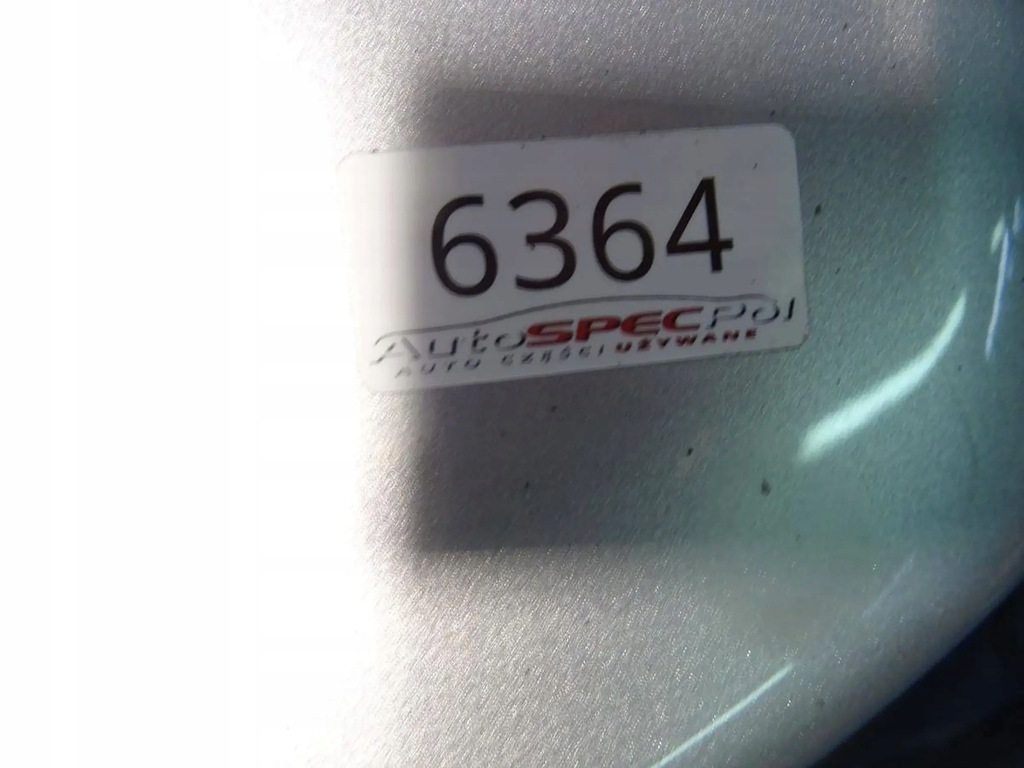 6364
AutoSPECPol
AUTO CZĘŚCI UŻYWANE